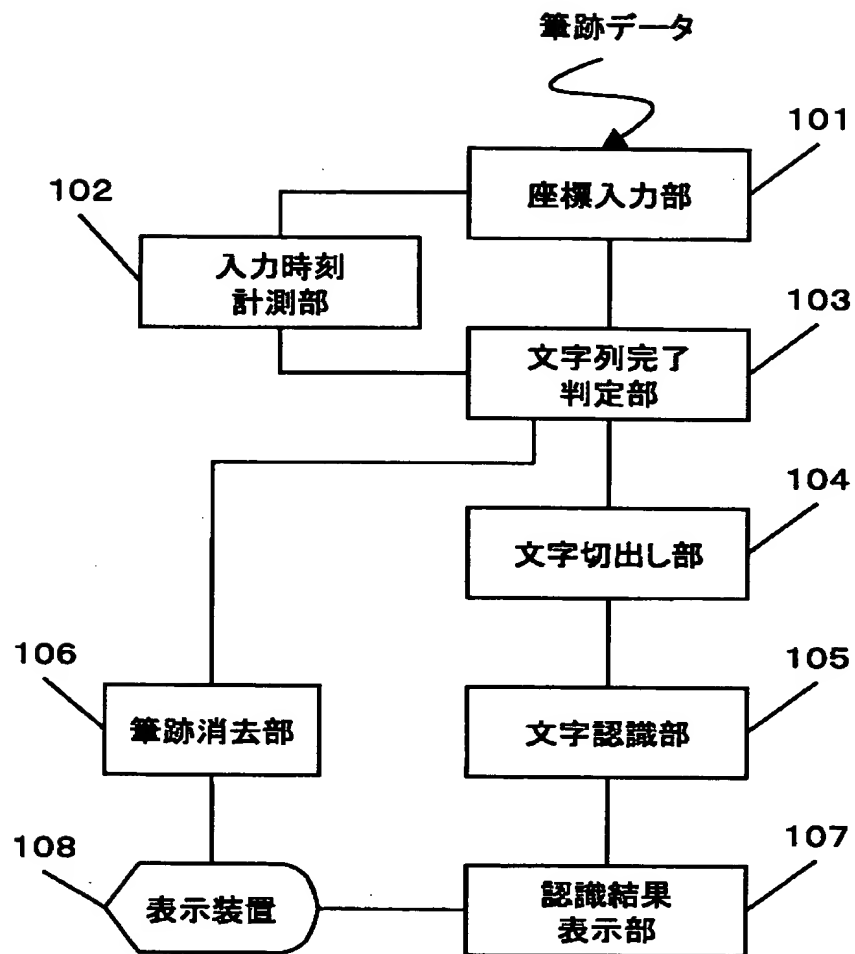 筆跡データ
101
座標入力部
102
入力時刻
計測部
103
文字列完了
判定部
104
文字切出し部
106
筆跡消去部
105
文字認識部
108
表示装置
107
認識結果
表示部